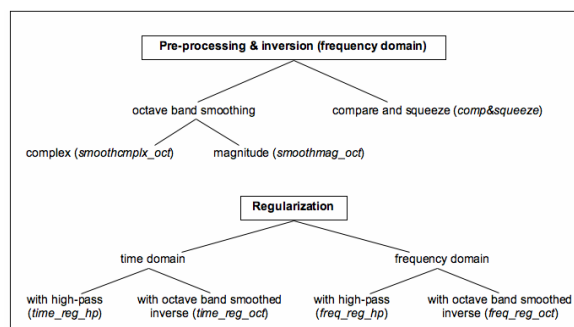 Pre-processing & inversion (frequency domain)
octave band smoothing
compare and squeeze (comp&squeeze)
complex (smoothcmplx_oct)
magnitude (smoothmag_oct)
Regularization
time domain
frequency domain
with high-pass
(time_reg_hp)
with octave band smoothed
inverse (time_reg_oct)
with high-pass
(freq_reg_hp)
with octave band smoothed
inverse (freq_reg_oct)